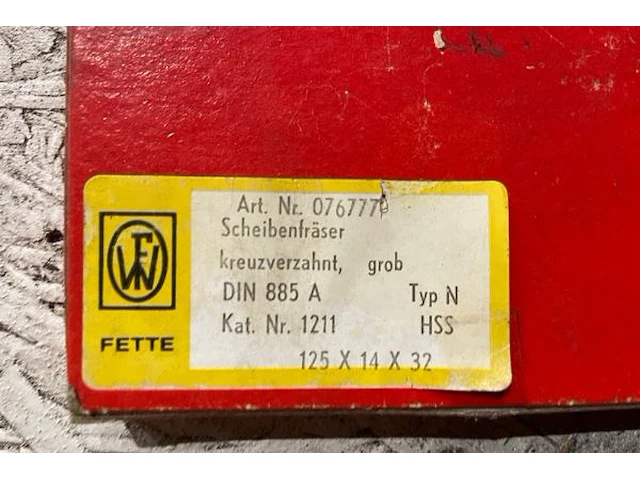 Art. Nr. 0767779
Scheibenfräser
kreuzverzahnt, grob
DIN 885 A Typ N
Kat. Nr. 1211 HSS
125 X 14 X 32
FETTE